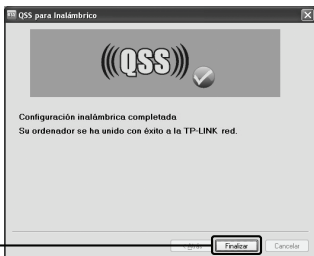 QSS para Inalámbrico
QSS
Configuración inalámbrica completada
Su ordenador se ha unido con éxito a la TP-LINK red.
< Atrás
Finalizar
Cancelar